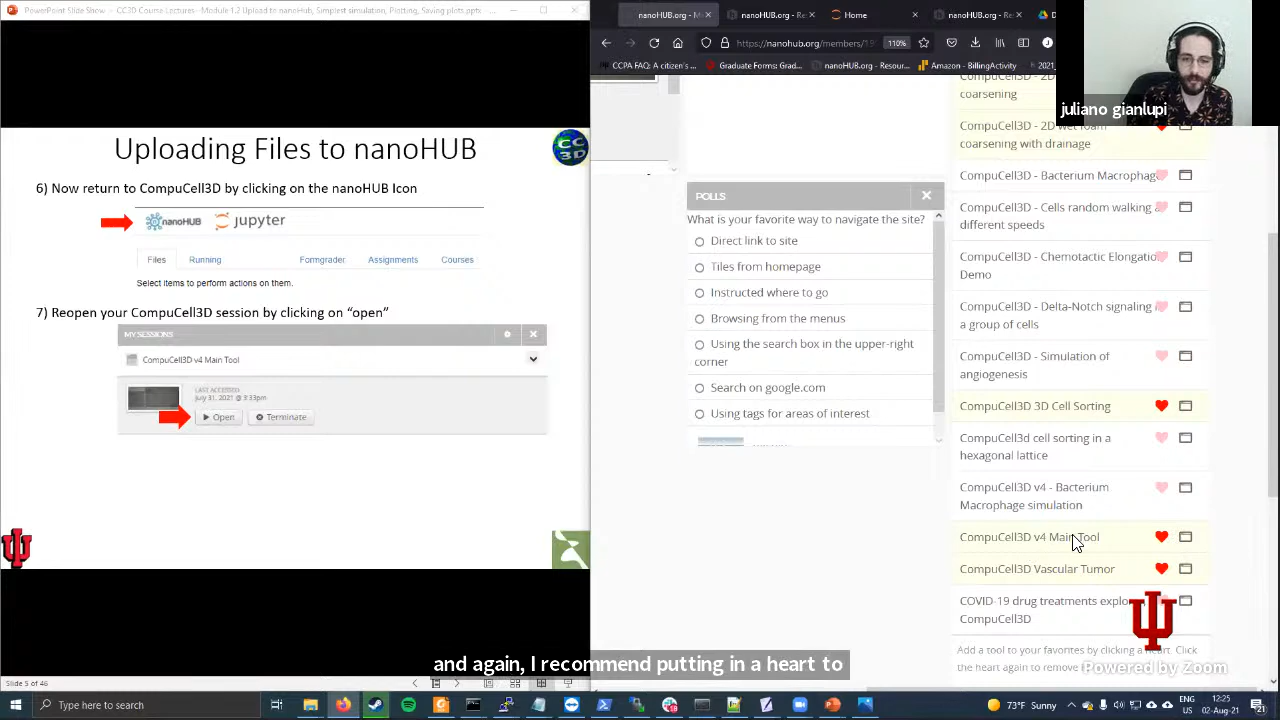 PowerPoint Slide Show - CC3D Course Lectures - Module 1.2 Upload to nanoHub, Simplest simulation, Plotting, Saving plots.pptx
Uploading Files to nanoHUB
CC
3D
6) Now return to CompuCell3D by clicking on the nanoHUB Icon
nanoHUB jupyter
Files Running Formgrader Assignments Courses
Select items to perform actions on them.
7) Reopen your CompuCell3D session by clicking on “open”
MY SESSIONS
CompuCell3D v4 Main Tool
LAST ACCESSED:
July 31, 2021 @ 3:33pm
Open Terminate
Slide 5 of 46
nanoHUB.org - Re nanoHUB.org - Re: Home nanoHUB.org - Re:
https://nanohub.org/members/19 110%
CCPA FAQ: A citizen's... Graduate Forms: Grad... nanoHUB.org - Resour... Amazon - BillingActivity 2021
juliano gianlupi
POLLS
What is your favorite way to navigate the site?
Direct link to site
Tiles from homepage
Instructed where to go
Browsing from the menus
Using the search box in the upper-right
corner
Search on google.com
Using tags for areas of interest
CompuCell3D - 2D
coarsening
CompuCell3D - 2D wet foam
coarsening with drainage
CompuCell3D - Bacterium Macrophage
CompuCell3D - Cells random walking
different speeds
CompuCell3D - Chemotactic Elongation
Demo
CompuCell3D - Delta-Notch signaling
a group of cells
CompuCell3D - Simulation of
angiogenesis
CompuCell3D 3D Cell Sorting
CompuCell3d cell sorting in a
hexagonal lattice
CompuCell3D v4 - Bacterium
Macrophage simulation
CompuCell3D v4 Main Tool
CompuCell3D Vascular Tumor
COVID-19 drug treatments explo
CompuCell3D
Add a tool to your favorites by clicking a heart. Click
the heart again to remove
Powered by Zoom
and again, I recommend putting in a heart to
Type here to search
73°F Sunny
ENG
US
12:25
02-Aug-21